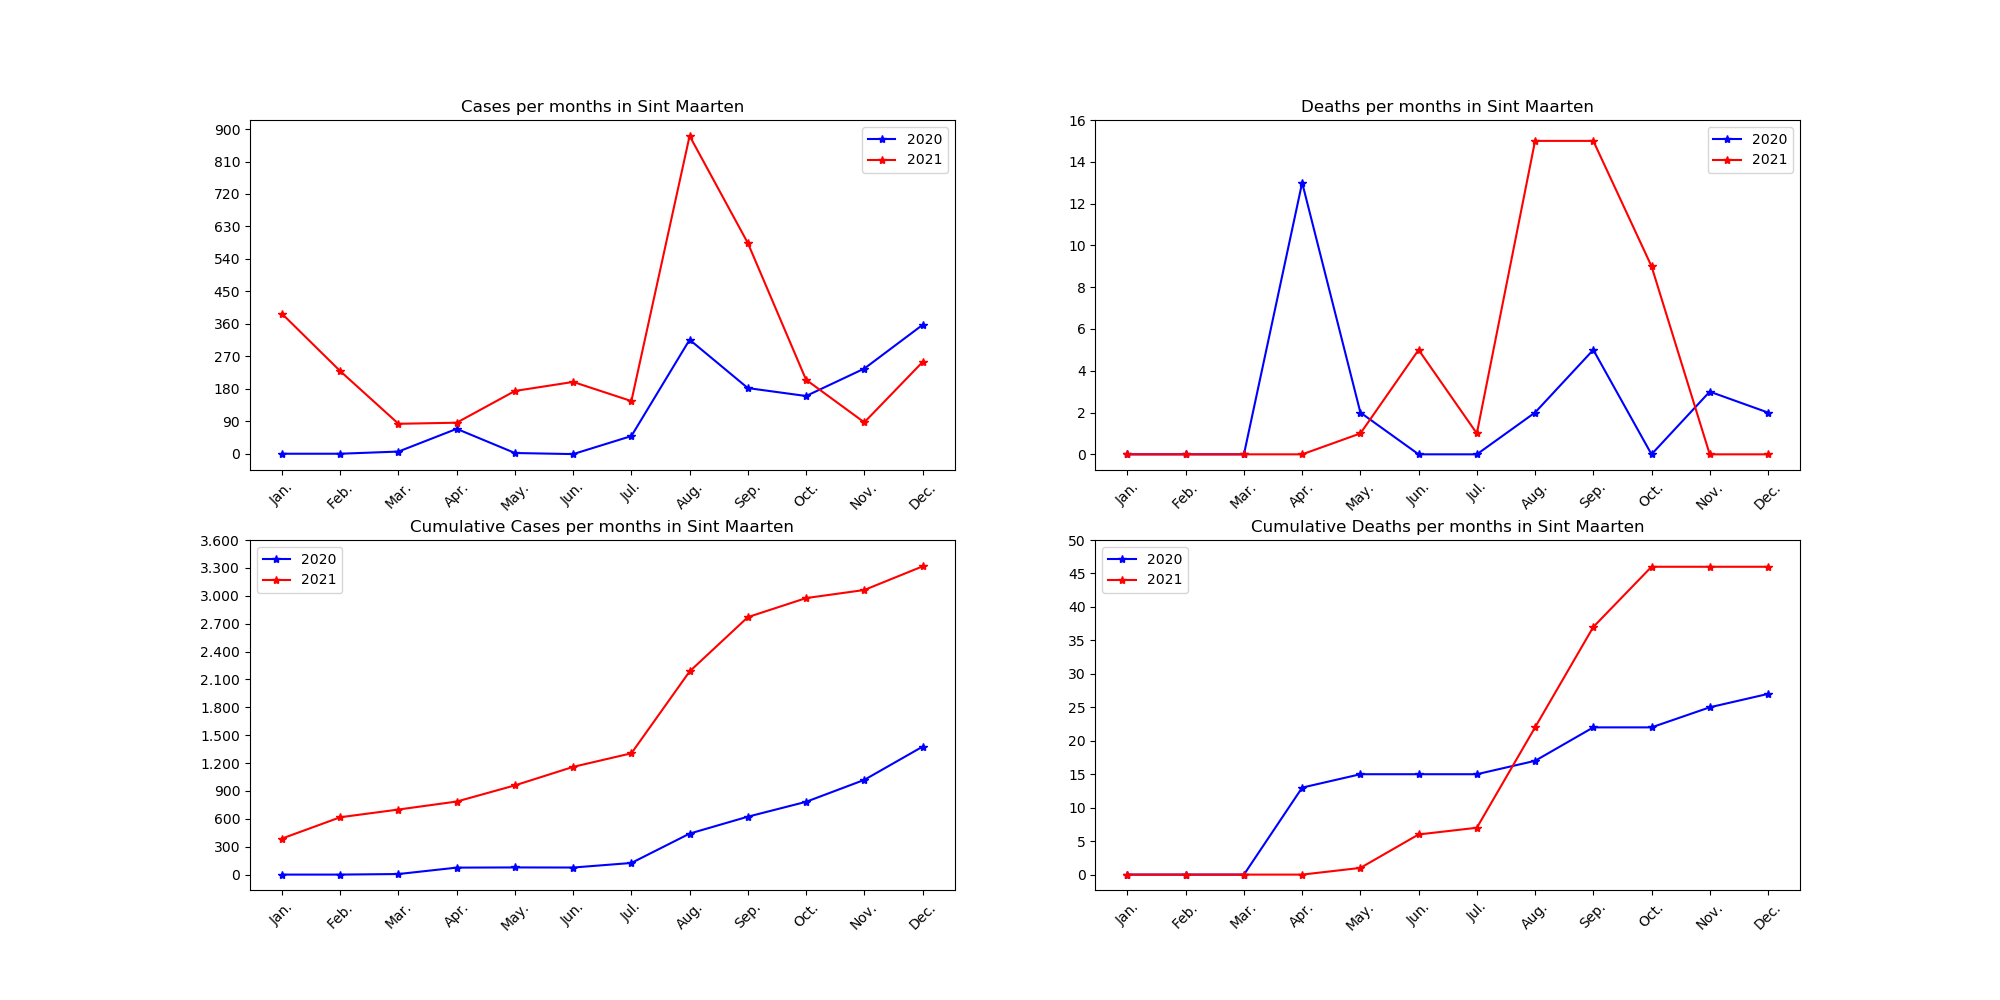 Cases per months in Sint Maarten
900
810
720
630
540
450
360
270
180
90
0
2020
2021
Jan.
Feb.
Mar.
Apr.
May.
Jun.
Jul.
Aug.
Sep.
Oct.
Nov.
Dec.
Deaths per months in Sint Maarten
16
14
12
10
8
6
4
2
0
2020
2021
Jan.
Feb.
Mar.
Apr.
May.
Jun.
Jul.
Aug.
Sep.
Oct.
Nov.
Dec.
Cumulative Cases per months in Sint Maarten
3.600
3.300
3.000
2.700
2.400
2.100
1.800
1.500
1.200
900
600
300
0
2020
2021
Jan.
Feb.
Mar.
Apr.
May.
Jun.
Jul.
Aug.
Sep.
Oct.
Nov.
Dec.
Cumulative Deaths per months in Sint Maarten
50
45
40
35
30
25
20
15
10
5
0
2020
2021
Jan.
Feb.
Mar.
Apr.
May.
Jun.
Jul.
Aug.
Sep.
Oct.
Nov.
Dec.